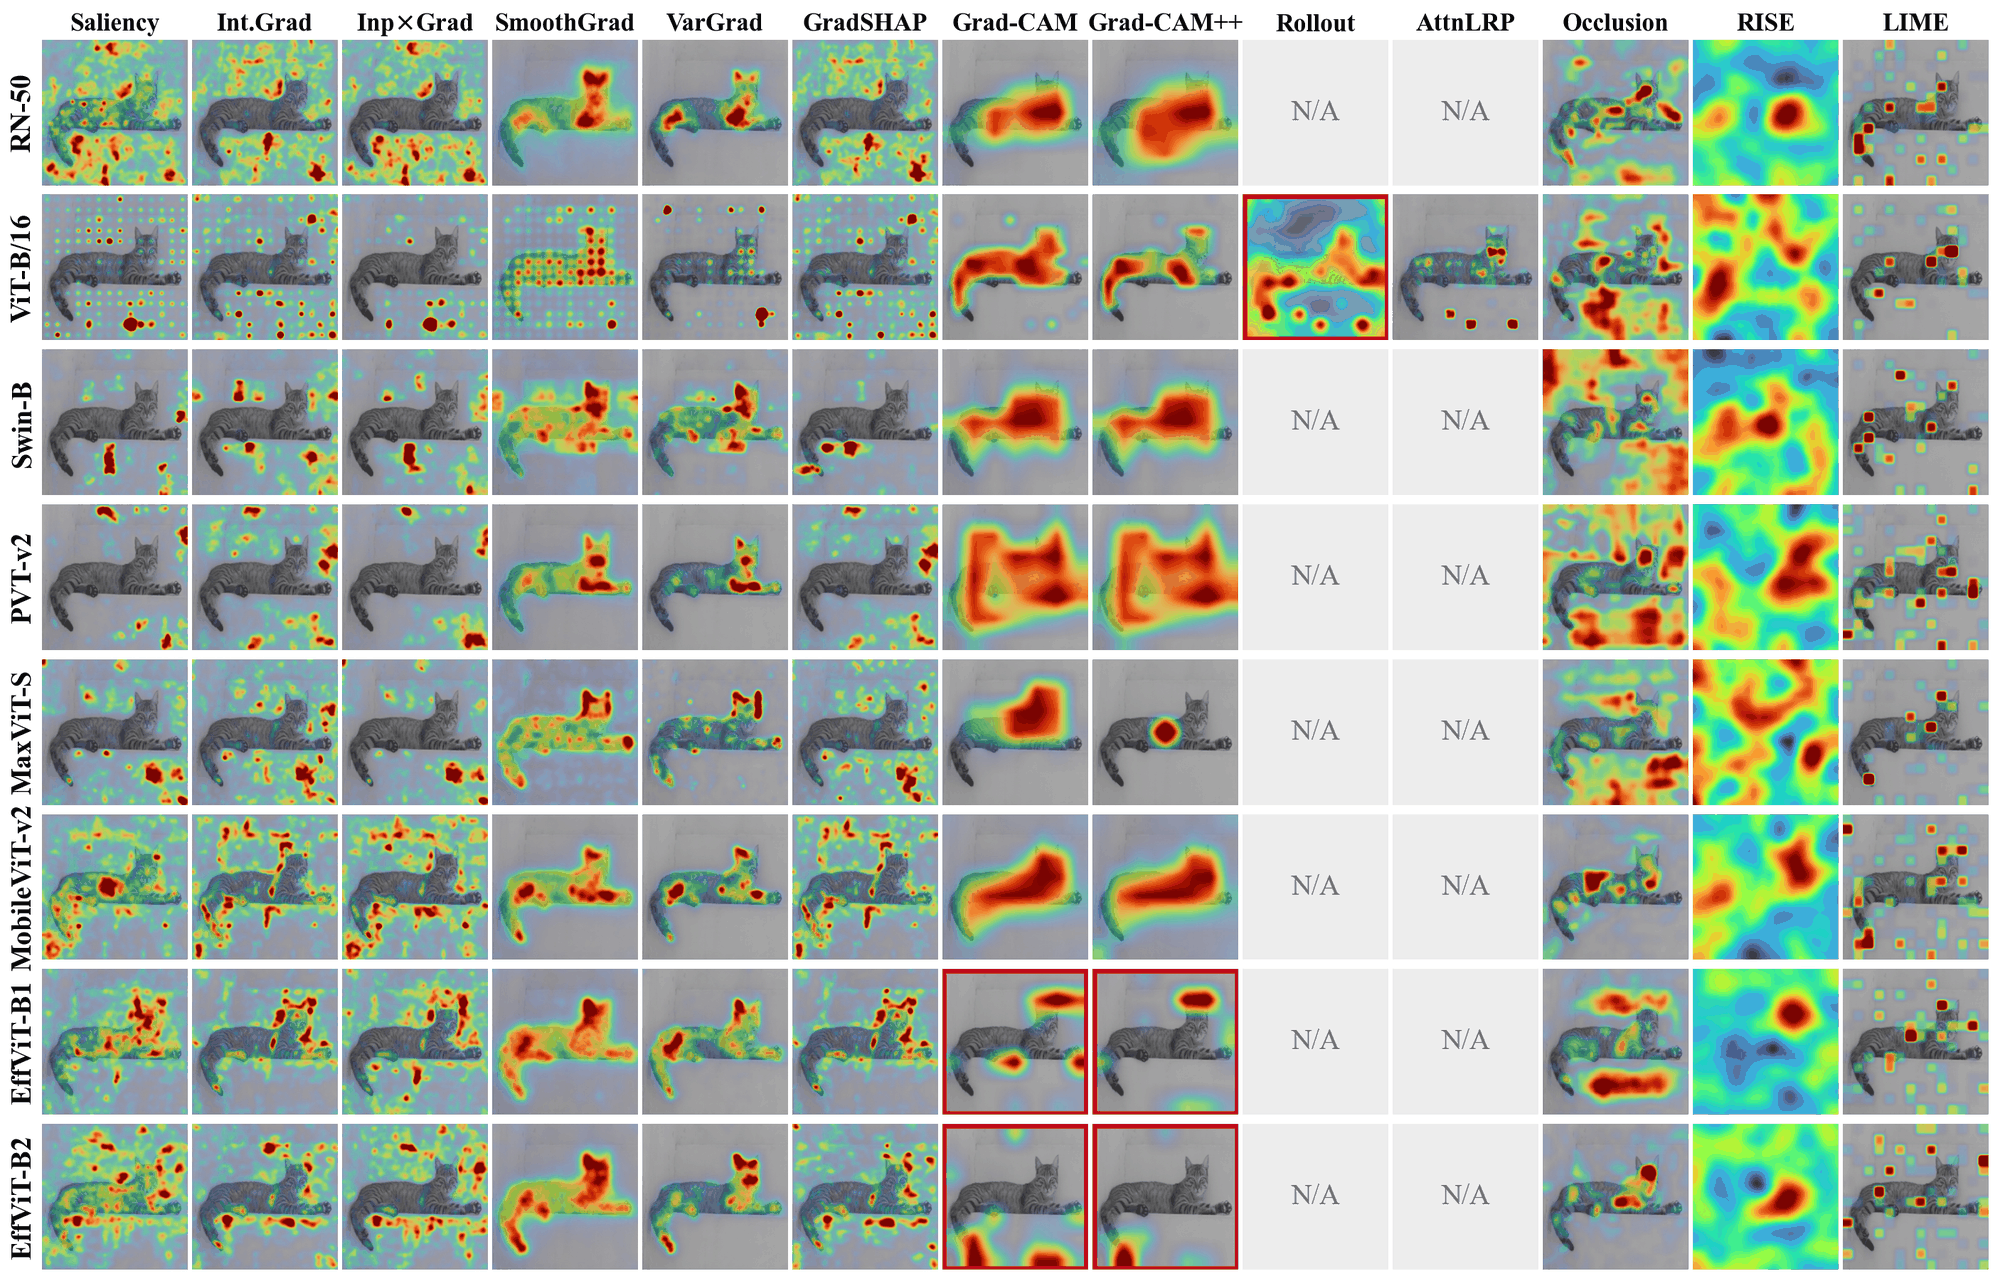 Saliency Int.Grad Inp×Grad SmoothGrad VarGrad GradSHAP Grad-CAM Grad-CAM++ Rollout AttnLRP Occlusion RISE LIME
RN-50 N/A N/A
ViT-B/16
Swin-B N/A N/A
PVT-v2 N/A N/A
MaxViT-S N/A N/A
MobileViT-v2 N/A N/A
EffViT-B1 N/A N/A
EffViT-B2 N/A N/A